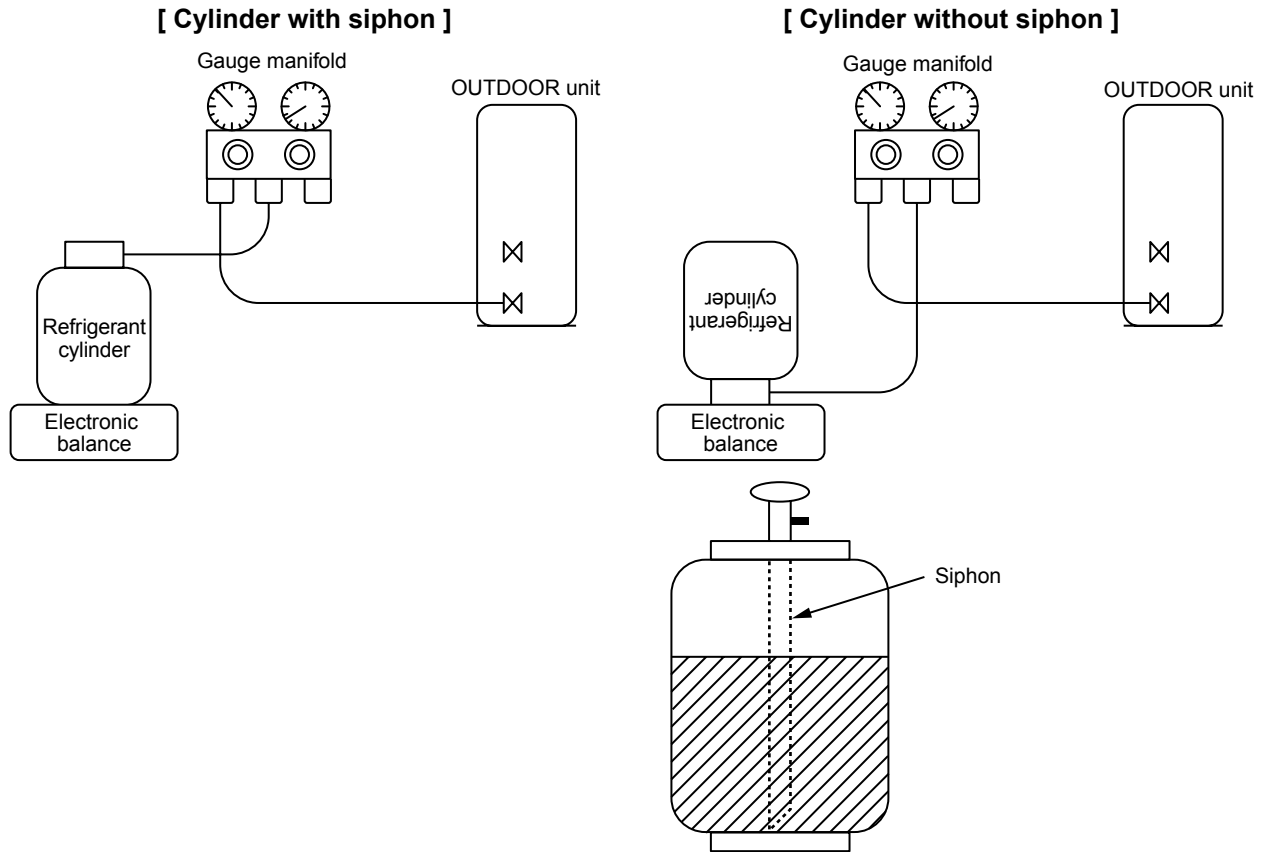 [ Cylinder with siphon ]
Gauge manifold
OUTDOOR unit
Refrigerant
cylinder
Electronic
balance
[ Cylinder without siphon ]
Gauge manifold
OUTDOOR unit
Refrigerant
cylinder
Electronic
balance
Siphon